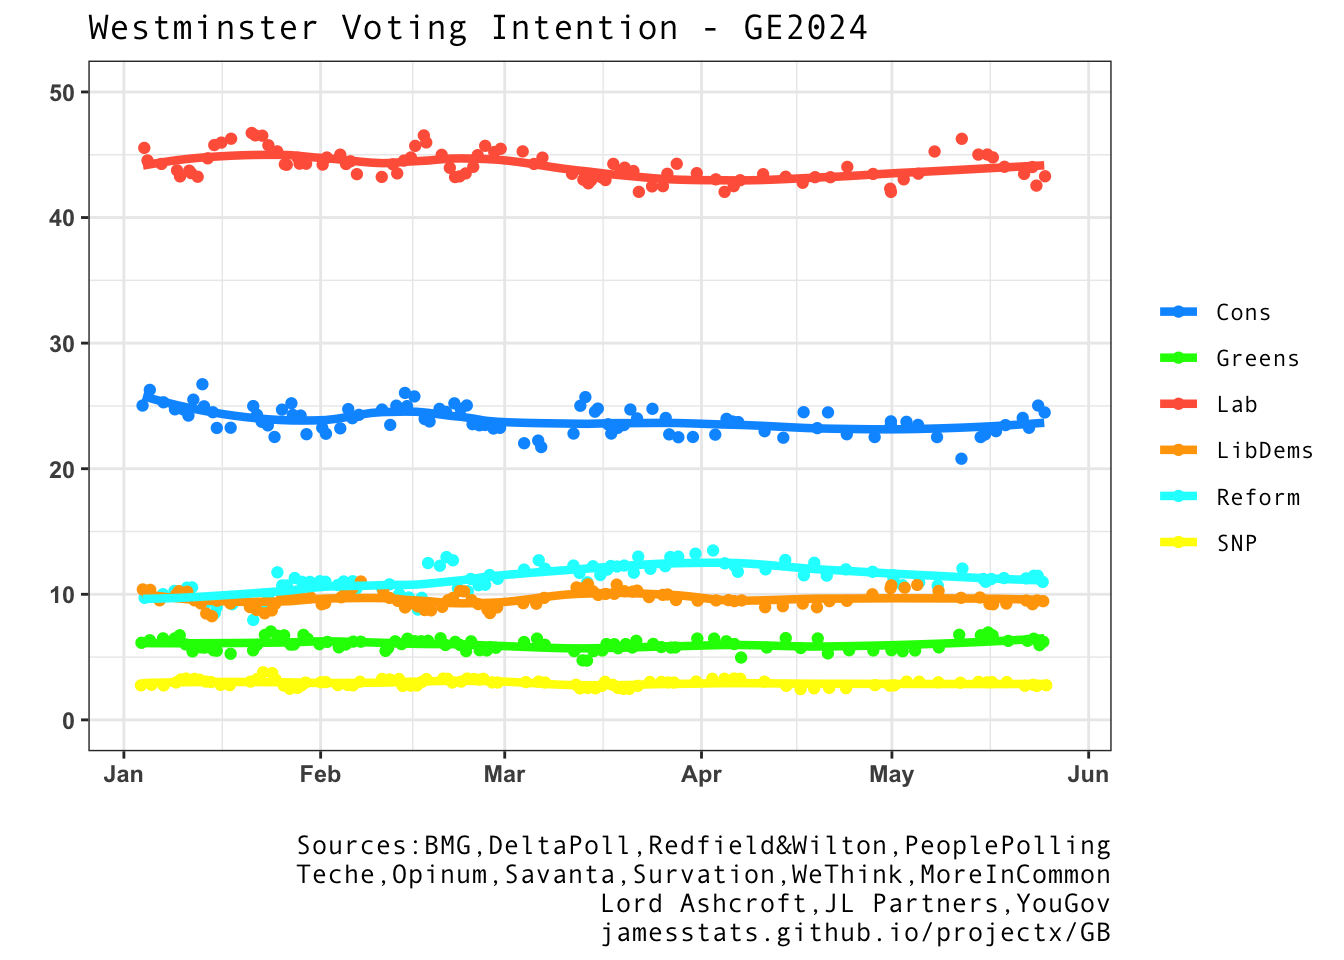 Westminster Voting Intention - GE2024
50
40
30
20
10
0
Jan Feb Mar Apr May Jun
Cons
Greens
Lab
LibDems
Reform
SNP
Sources:BMG,DeltaPoll,Redfield&Wilton,PeoplePolling
Teche,Opinum,Savanta,Survation,WeThink,MoreInCommon
Lord Ashcroft,JL Partners,YouGov
jamesstats.github.io/projectx/GB